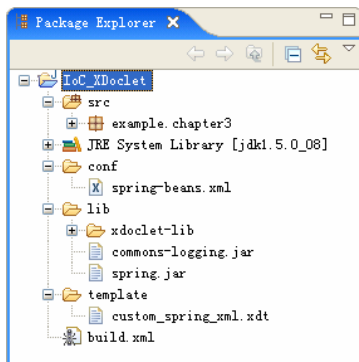 Package Explorer
IoC_XDoclet
src
example.chapter3
JRE System Library [jdk1.5.0_08]
conf
spring-beans.xml
lib
xdoclet-lib
commons-logging.jar
spring.jar
template
custom_spring_xml.xdt
build.xml